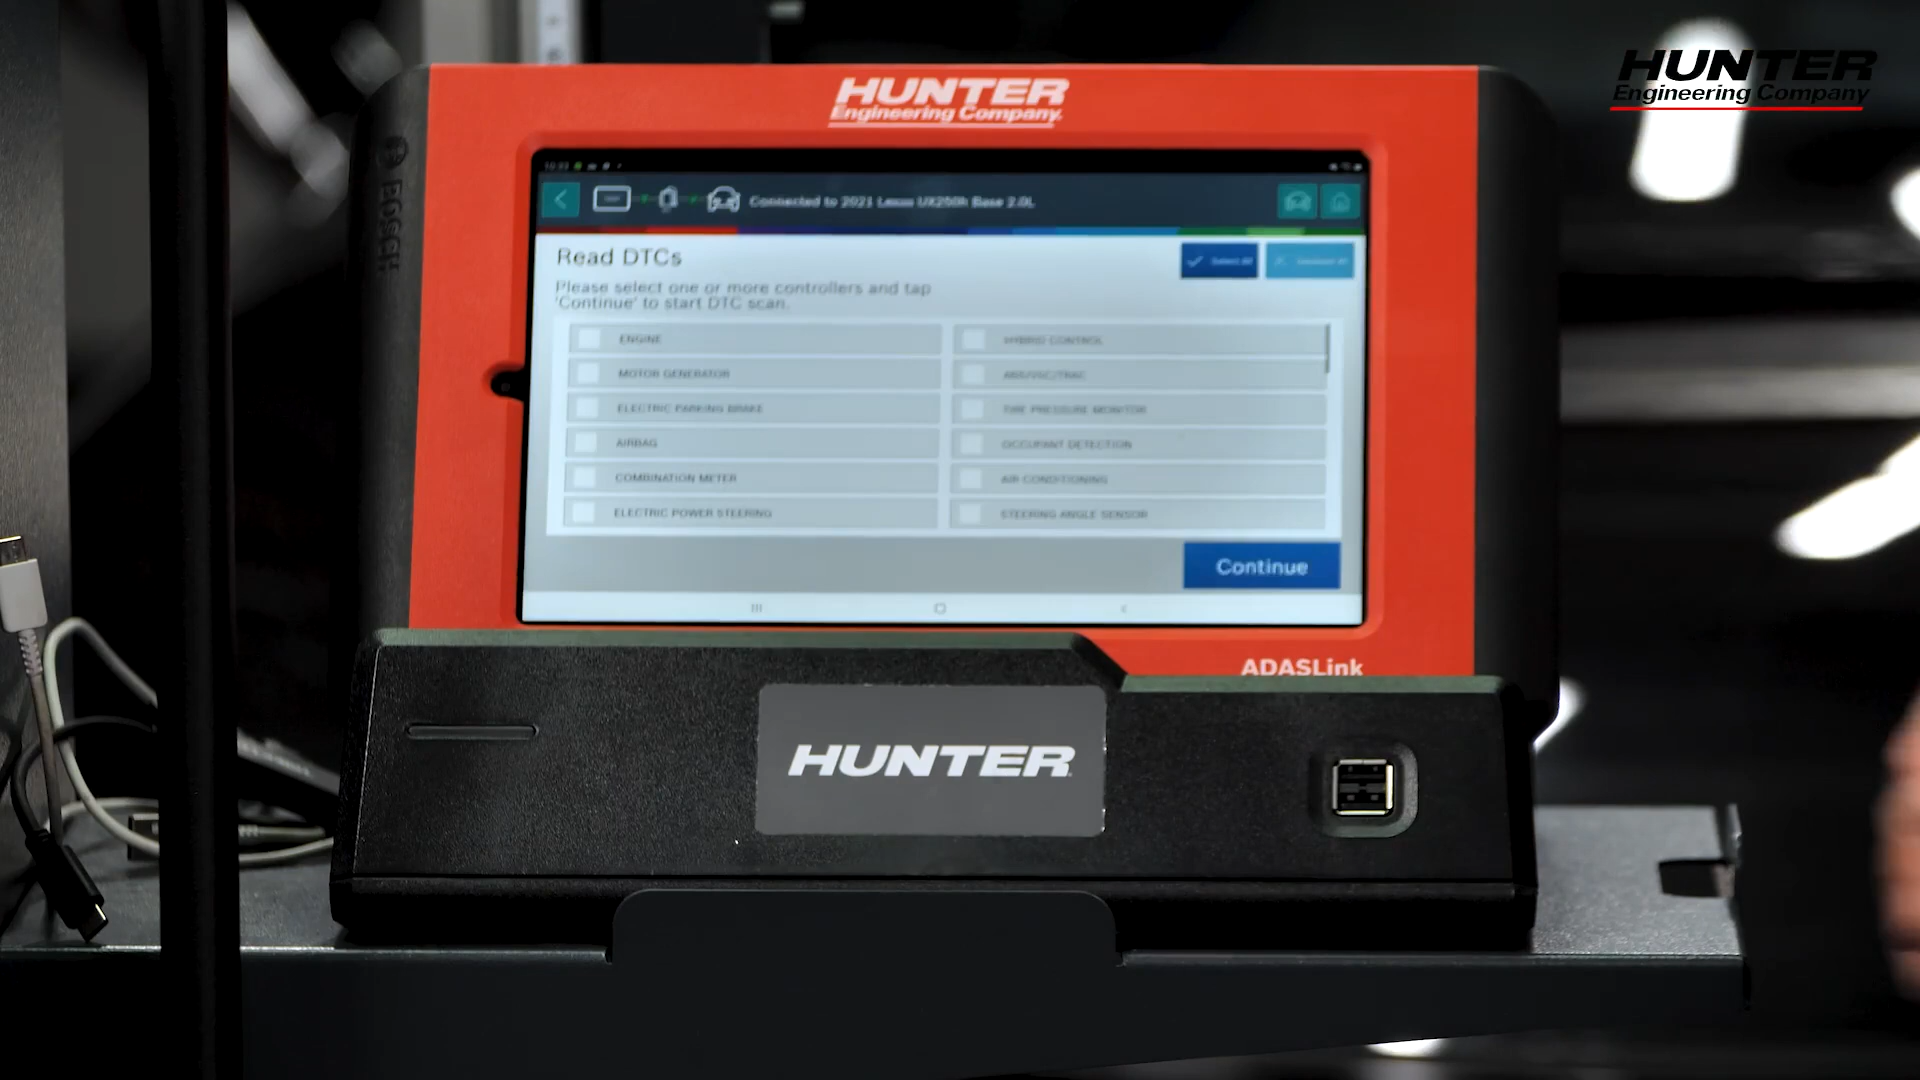 HUNTER
Engineering Company
HUNTER
Engineering Company
BOSCH
Connected to 2021 Lexus UX250h Base 2.0L
Read DTCs
Select All
Please select one or more controllers and tap
'Continue' to start DTC scan.
ENGINE
HYBRID CONTROL
MOTOR GENERATOR
ABS/VSC/TRAC
ELECTRIC PARKING BRAKE
TIRE PRESSURE MONITOR
AIRBAG
OCCUPANT DETECTION
COMBINATION METER
AIR CONDITIONING
ELECTRIC POWER STEERING
STEERING ANGLE SENSOR
Continue
ADASLink
HUNTER